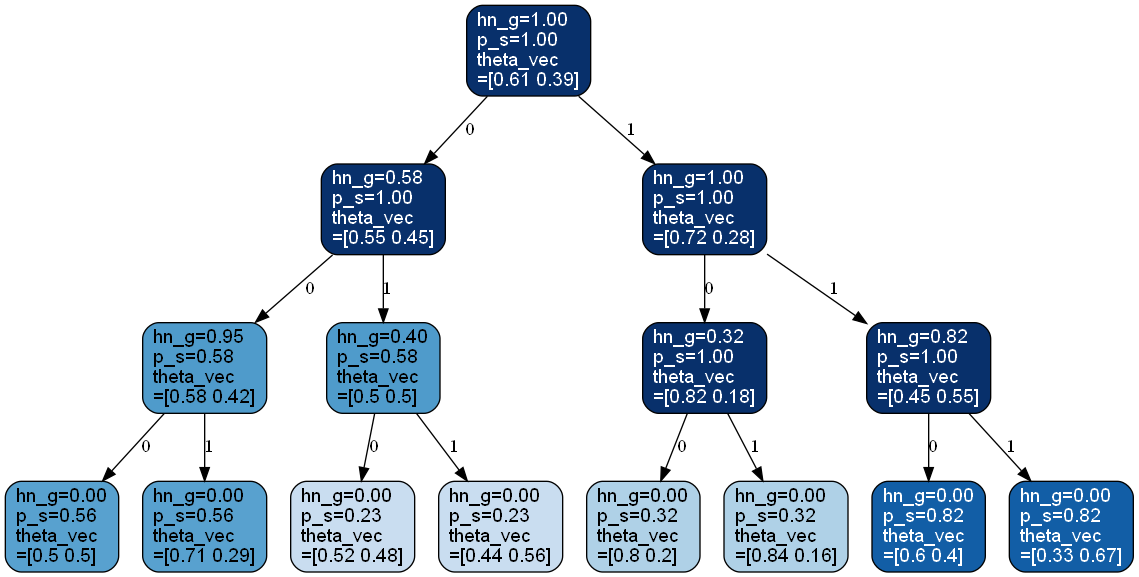 hn_g=1.00
p_s=1.00
theta_vec
=[0.61 0.39]
0
1
hn_g=0.58
p_s=1.00
theta_vec
=[0.55 0.45]
hn_g=1.00
p_s=1.00
theta_vec
=[0.72 0.28]
0
1
0
1
hn_g=0.95
p_s=0.58
theta_vec
=[0.58 0.42]
hn_g=0.40
p_s=0.58
theta_vec
=[0.5 0.5]
hn_g=0.32
p_s=1.00
theta_vec
=[0.82 0.18]
hn_g=0.82
p_s=1.00
theta_vec
=[0.45 0.55]
0
1
0
1
0
1
0
1
hn_g=0.00
p_s=0.56
theta_vec
=[0.5 0.5]
hn_g=0.00
p_s=0.56
theta_vec
=[0.71 0.29]
hn_g=0.00
p_s=0.23
theta_vec
=[0.52 0.48]
hn_g=0.00
p_s=0.23
theta_vec
=[0.44 0.56]
hn_g=0.00
p_s=0.32
theta_vec
=[0.8 0.2]
hn_g=0.00
p_s=0.32
theta_vec
=[0.84 0.16]
hn_g=0.00
p_s=0.82
theta_vec
=[0.6 0.4]
hn_g=0.00
p_s=0.82
theta_vec
=[0.33 0.67]